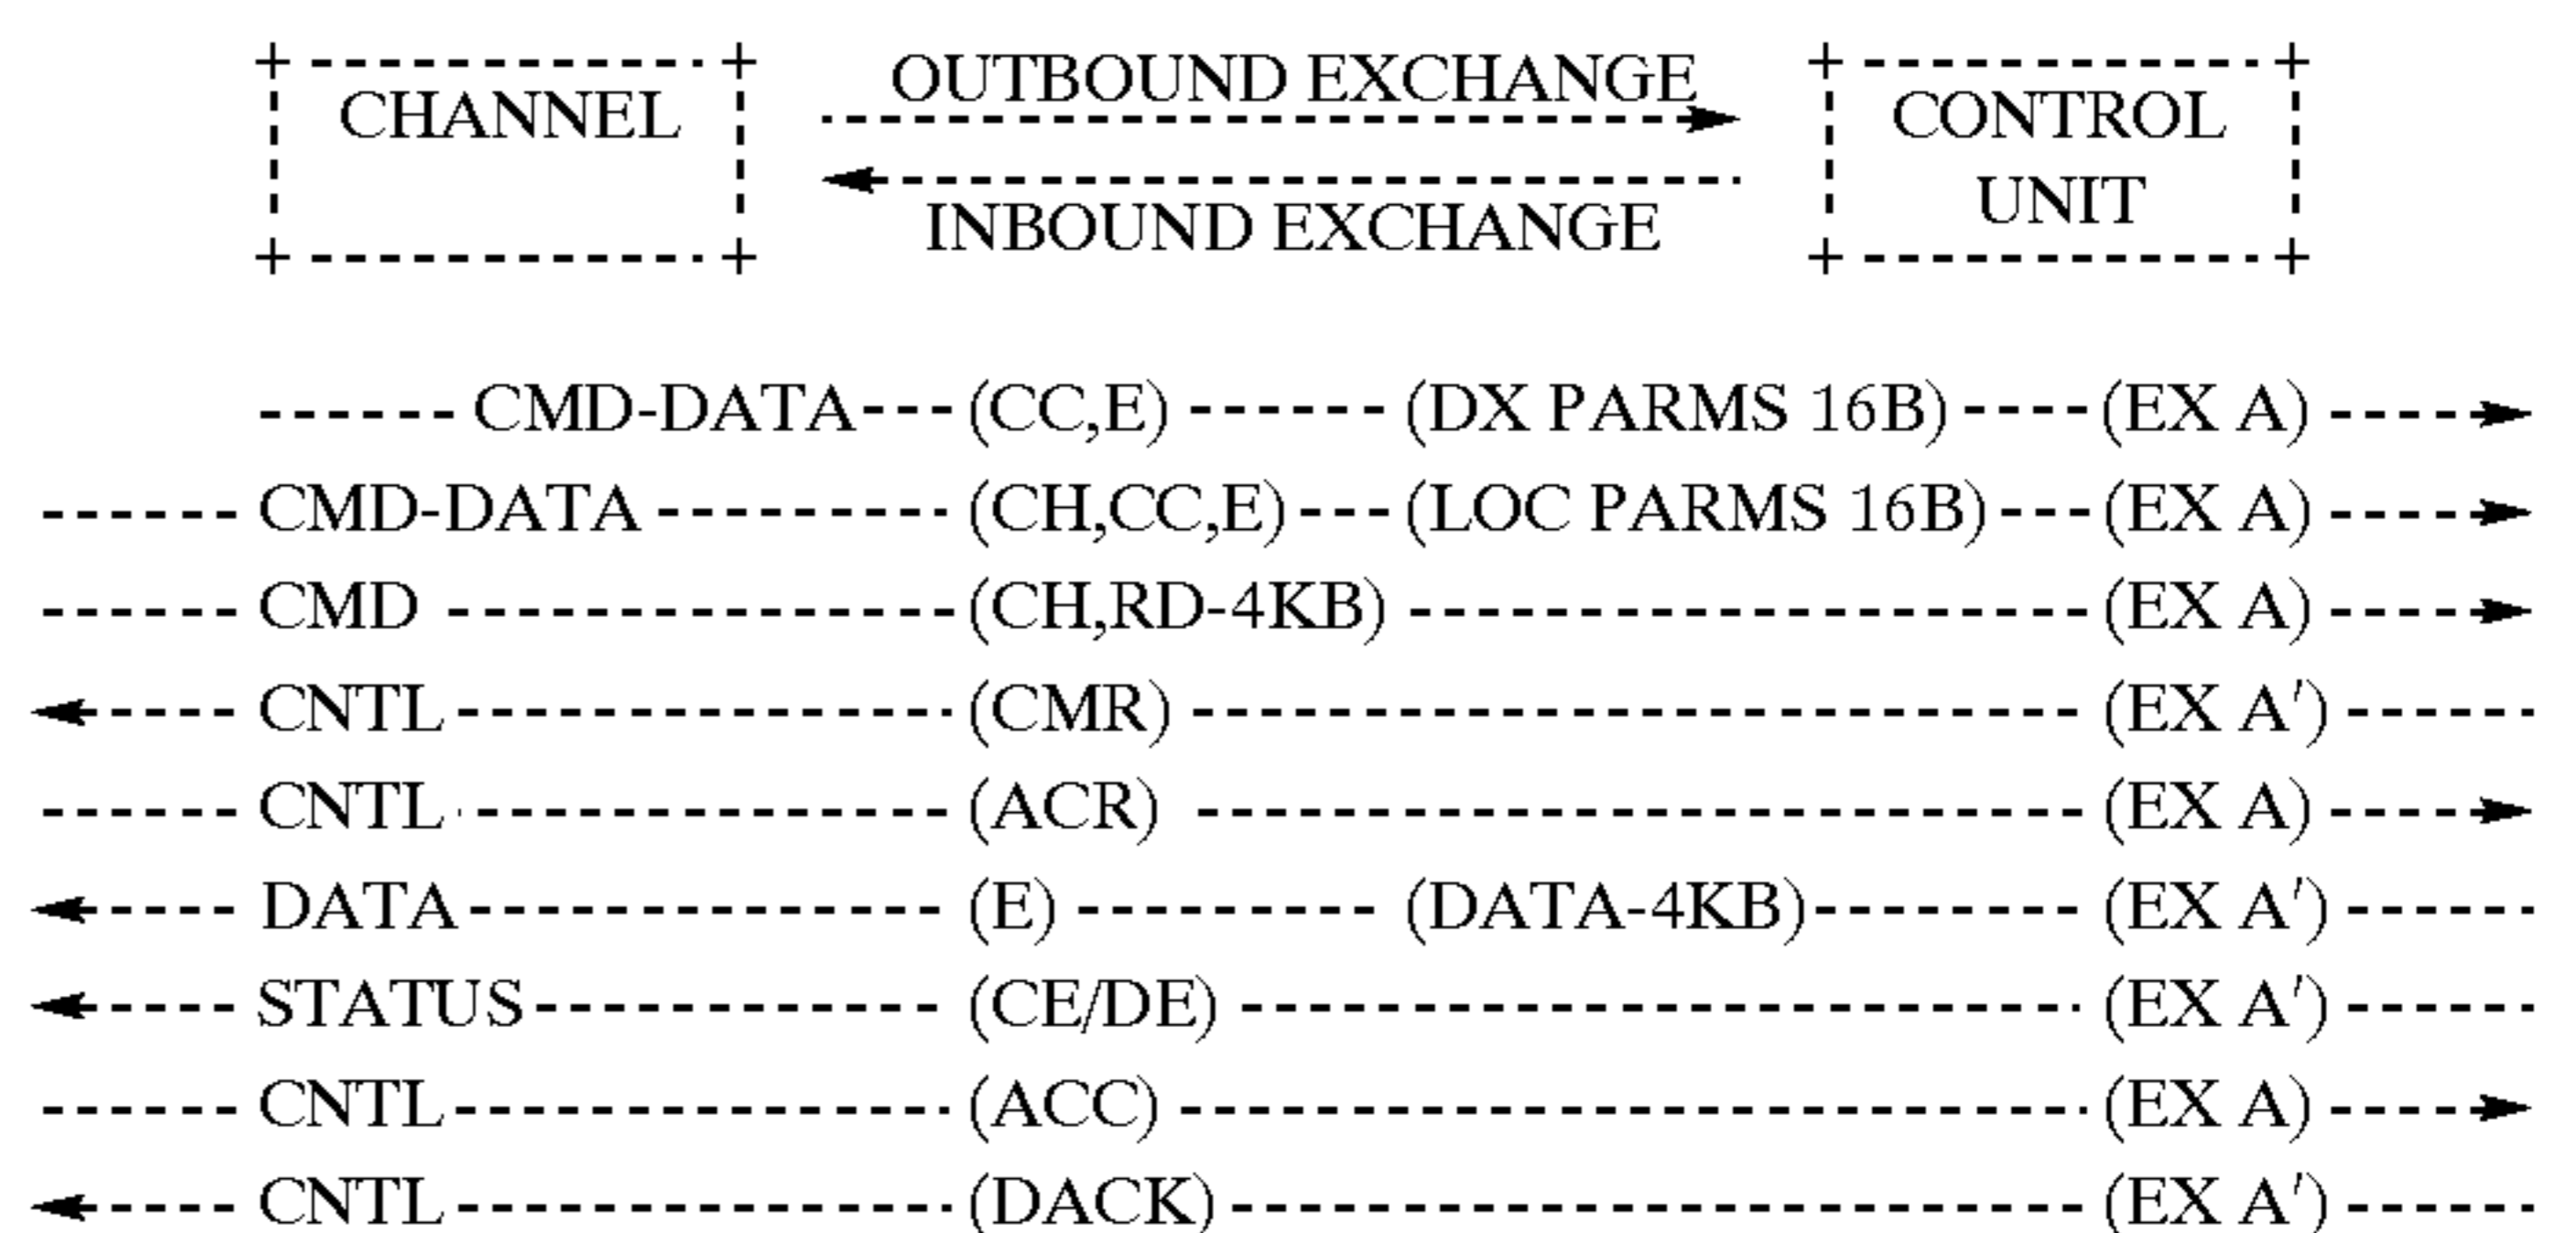 CHANNEL
OUTBOUND EXCHANGE
INBOUND EXCHANGE
CONTROL
UNIT
CMD-DATA (CC,E) (DX PARMS 16B) (EX A)
CMD-DATA (CH,CC,E) (LOC PARMS 16B) (EX A)
CMD (CH,RD-4KB) (EX A)
CNTL (CMR) (EX A')
CNTL (ACR) (EX A)
DATA (E) (DATA-4KB) (EX A')
STATUS (CE/DE) (EX A')
CNTL (ACC) (EX A)
CNTL (DACK) (EX A')